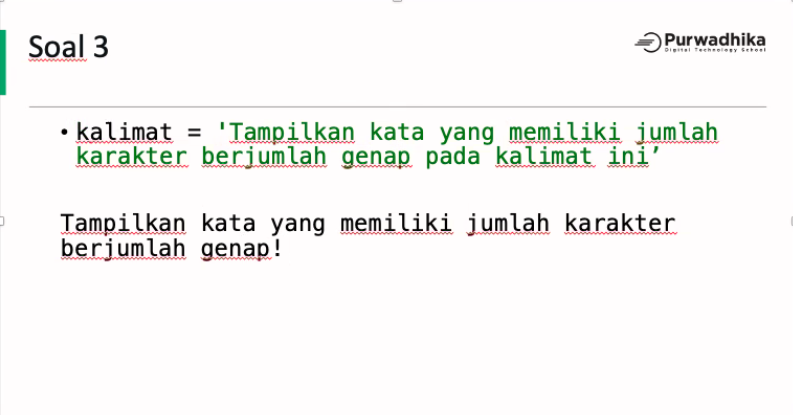 Soal 3
Purwadhika
Digital Technology School
• kalimat = 'Tampilkan kata yang memiliki jumlah
karakter berjumlah genap pada kalimat ini’
Tampilkan kata yang memiliki jumlah karakter
berjumlah genap!